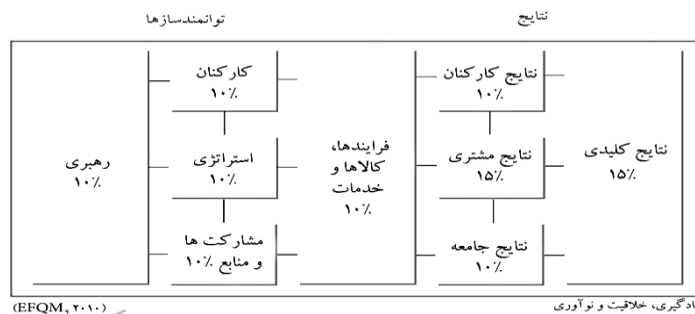 توانمندسازها
نتایج
رهبری
۱۰٪
کارکنان
۱۰٪
استراتژی
۱۰٪
مشارکت ها
و منابع ۱۰٪
فرایندها،
کالاها و
خدمات
۱۰٪
نتایج کارکنان
۱۰٪
نتایج مشتری
۱۵٪
نتایج جامعه
۱۰٪
نتایج کلیدی
۱۵٪
ادگیری، خلاقیت و نوآوری
(EFQM, ۲۰۱۰)